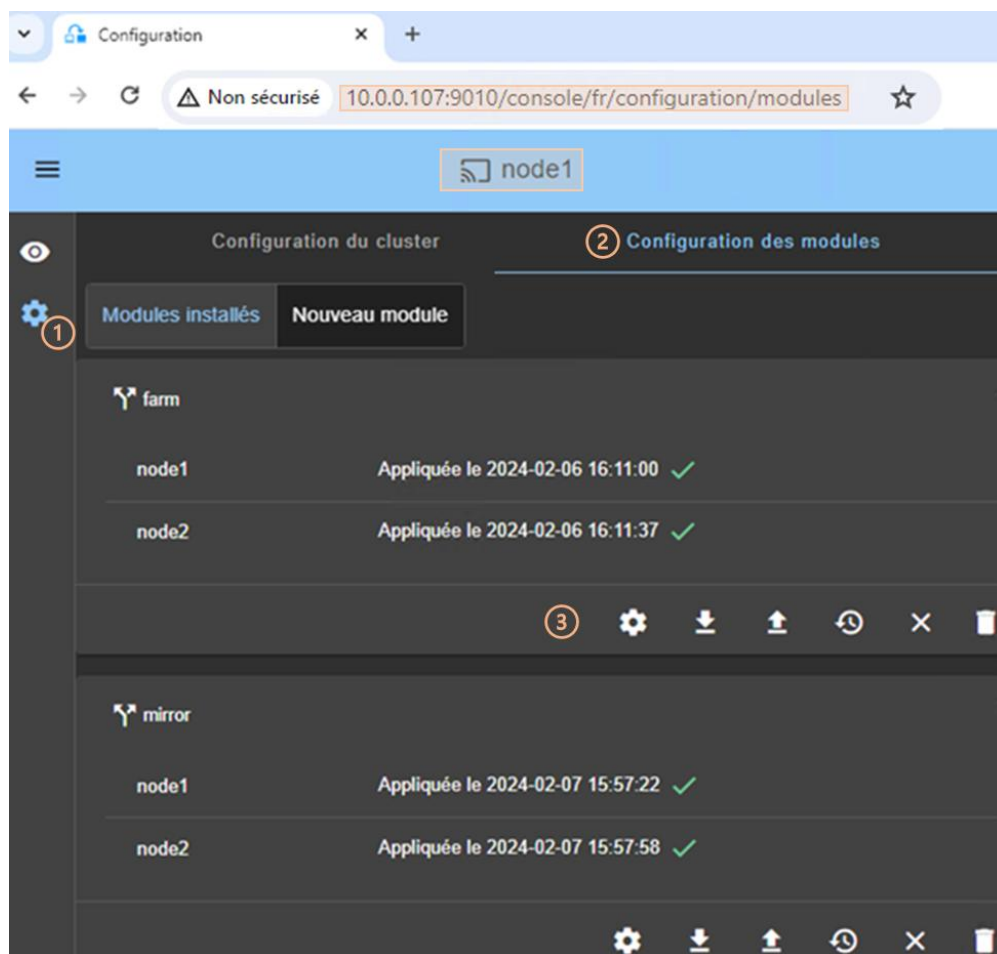 Configuration
Non sécurisé 10.0.0.107:9010/console/fr/configuration/modules
node1
Configuration du cluster 2 Configuration des modules
1 Modules installés Nouveau module
farm
node1 Appliquée le 2024-02-06 16:11:00
node2 Appliquée le 2024-02-06 16:11:37
3
mirror
node1 Appliquée le 2024-02-07 15:57:22
node2 Appliquée le 2024-02-07 15:57:58